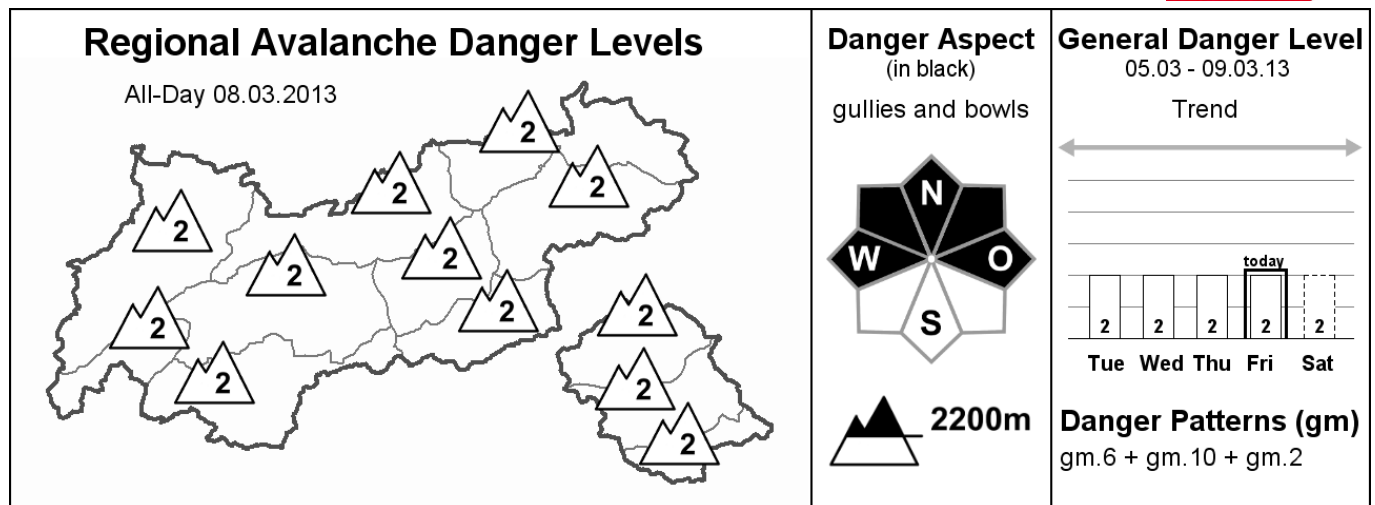 Regional Avalanche Danger Levels
All-Day 08.03.2013
2
2
2
2
2
2
2
2
2
2
2
2
2
Danger Aspect
(in black)
gullies and bowls
N
W
O
S
2200m
General Danger Level
05.03 - 09.03.13
Trend
today
2 2 2 2 2
Tue Wed Thu Fri Sat
Danger Patterns (gm)
gm.6 + gm.10 + gm.2